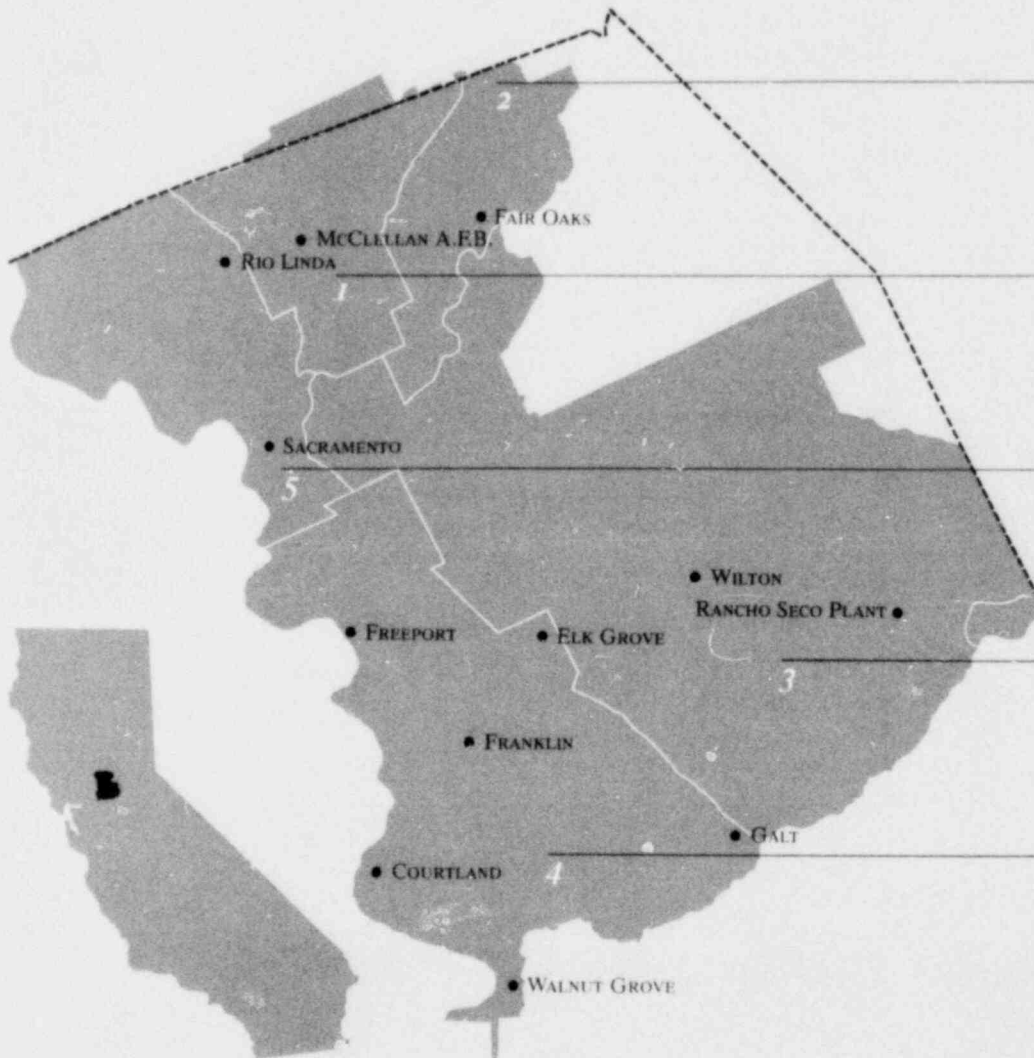 2
FAIR OAKS
MCCLELLAN A.F.B.
RIO LINDA
1
SACRAMENTO
5
WILTON
RANCHO SECO PLANT
FREEPORT
ELK GROVE
3
FRANKLIN
GALT
COURTLAND
4
WALNUT GROVE